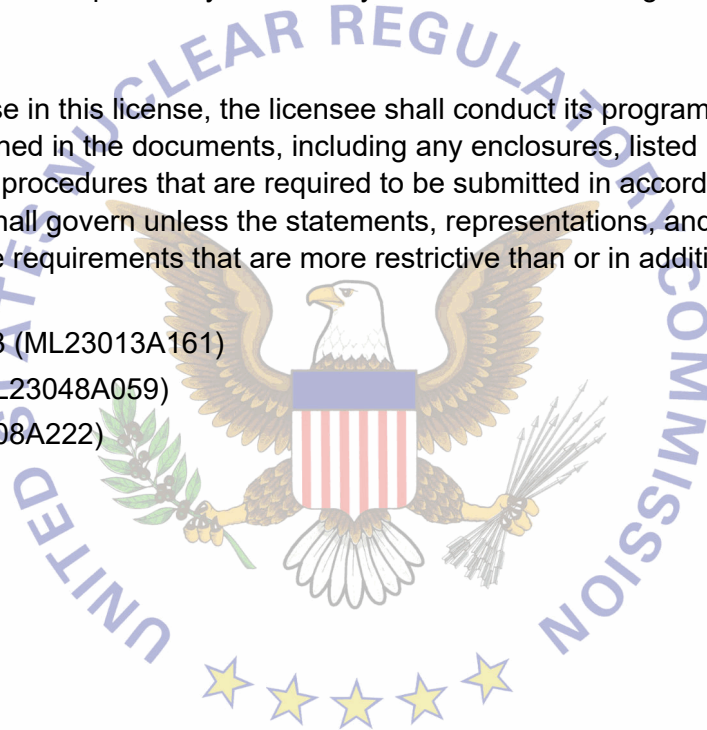 se in this license, the licensee shall conduct its program
ned in the documents, including any enclosures, listed
procedures that are required to be submitted in accord
hall govern unless the statements, representations, and
e requirements that are more restrictive than or in additi
3 (ML23013A161)
L23048A059)
08A222)
UNITED STATES NUCLEAR REGULATORY COMMISSION